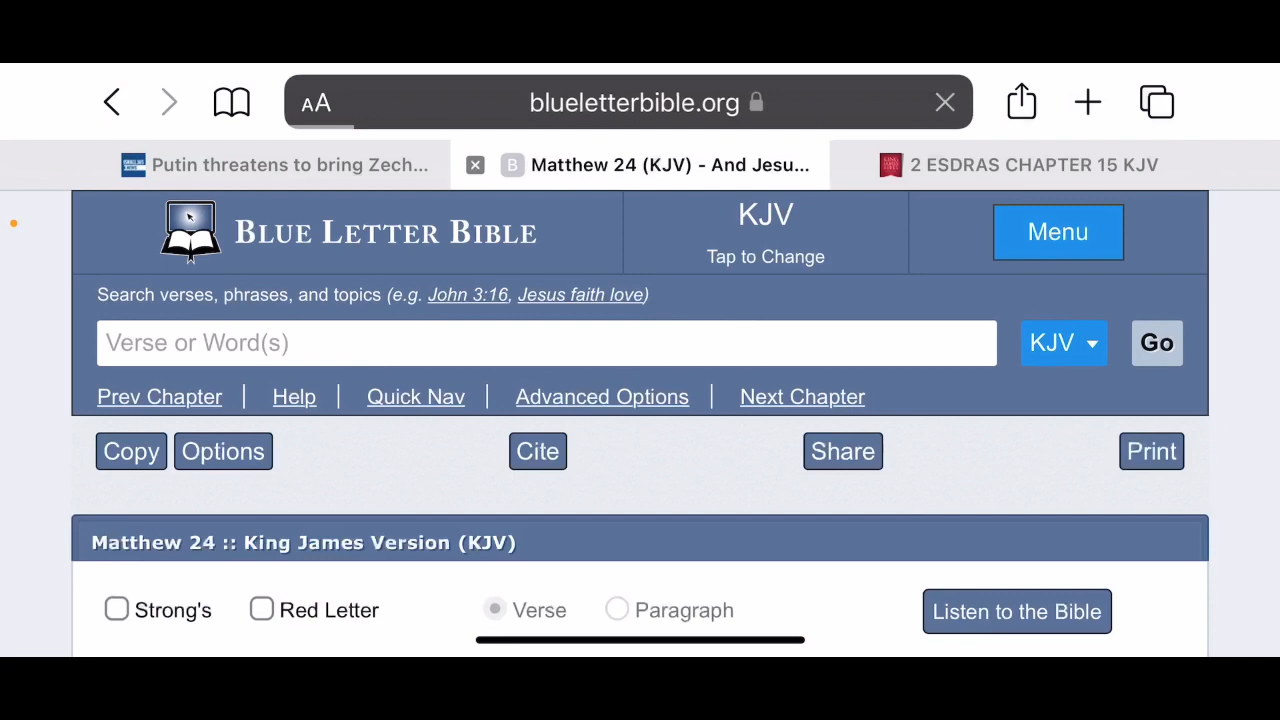 AA blueletterbible.org
Putin threatens to bring Zech...
B Matthew 24 (KJV) - And Jesu...
2 ESDRAS CHAPTER 15 KJV
BLUE LETTER BIBLE
KJV
Tap to Change
Menu
Search verses, phrases, and topics (e.g. John 3:16, Jesus faith love)
Verse or Word(s)
KJV
Go
Prev Chapter | Help | Quick Nav | Advanced Options | Next Chapter
Copy Options Cite Share Print
Matthew 24 :: King James Version (KJV)
Strong's Red Letter Verse Paragraph Listen to the Bible